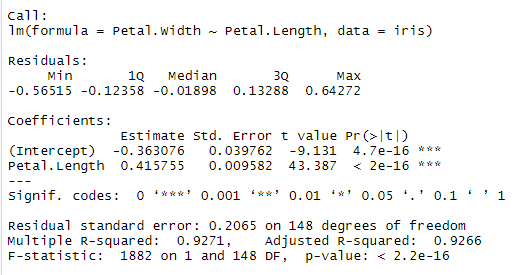 Call:
lm(formula = Petal.Width ~ Petal.Length, data = iris)
Residuals:
     Min       1Q   Median       3Q      Max
-0.56515 -0.12358 -0.01898  0.13288  0.64272
Coefficients:
              Estimate Std. Error t value Pr(>|t|)
(Intercept)  -0.363076   0.039762  -9.131  4.7e-16 ***
Petal.Length  0.415755   0.009582  43.387  < 2e-16 ***
---
Signif. codes:  0 ‘***’ 0.001 ‘**’ 0.01 ‘*’ 0.05 ‘.’ 0.1 ‘ ’ 1
Residual standard error: 0.2065 on 148 degrees of freedom
Multiple R-squared:  0.9271,    Adjusted R-squared:  0.9266
F-statistic:  1882 on 1 and 148 DF,  p-value: < 2.2e-16